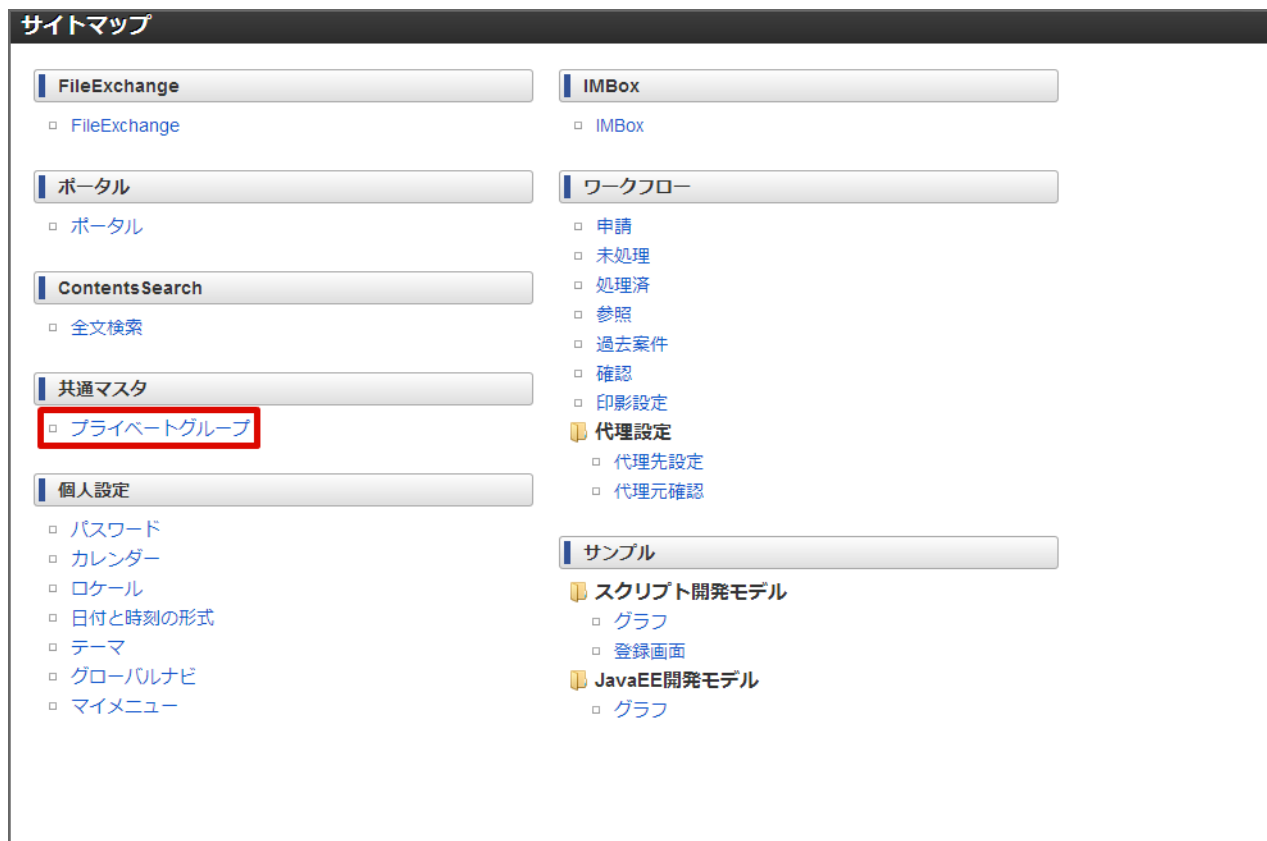 サイトマップ
FileExchange
FileExchange
ポータル
ポータル
ContentsSearch
全文検索
共通マスタ
プライベートグループ
個人設定
パスワード
カレンダー
ロケール
日付と時刻の形式
テーマ
グローバルナビ
マイメニュー
IMBox
IMBox
ワークフロー
申請
未処理
処理済
参照
過去案件
確認
印影設定
代理設定
代理先設定
代理元確認
サンプル
スクリプト開発モデル
グラフ
登録画面
JavaEE開発モデル
グラフ